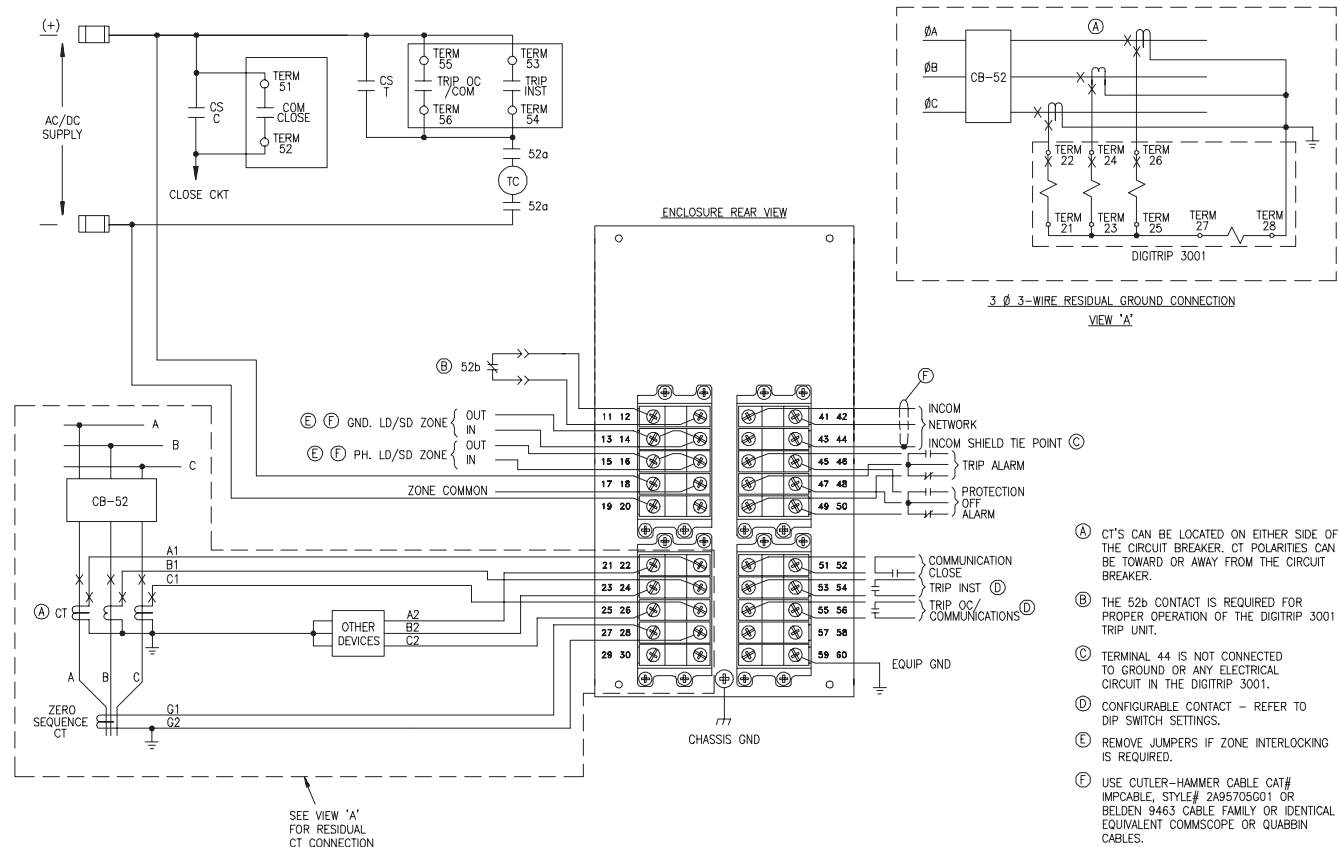 (+)
AC/DC
SUPPLY
—
CS
C
TERM
51
COM
CLOSE
TERM
52
CLOSE CKT
CS
T
TERM
55
TRIP OC
/COM
TERM
56
TERM
53
TRIP
INST
TERM
54
52a
TC
52a
ØA
ØB
ØC
CB-52
A
TERM
22
TERM
24
TERM
26
TERM
21
TERM
23
TERM
25
TERM
27
TERM
28
DIGITRIP 3001
3 Ø 3-WIRE RESIDUAL GROUND CONNECTION
VIEW 'A'
ENCLOSURE REAR VIEW
B 52b
E F GND. LD/SD ZONE { OUT
IN
E F PH. LD/SD ZONE { OUT
IN
ZONE COMMON
11 12
13 14
15 16
17 18
19 20
21 22
23 24
25 26
27 28
29 30
41 42
43 44
45 46
47 48
49 50
51 52
53 54
55 56
57 58
59 60
F
INCOM
NETWORK
INCOM SHIELD TIE POINT C
TRIP ALARM
PROTECTION
OFF
ALARM
COMMUNICATION
CLOSE
TRIP INST D
TRIP OC/
COMMUNICATIONS D
EQUIP GND
CHASSIS GND
A
B
C
CB-52
A1
B1
C1
A CT
OTHER
DEVICES
A2
B2
C2
A B C
ZERO
SEQUENCE
CT
G1
G2
SEE VIEW 'A'
FOR RESIDUAL
CT CONNECTION
A CT'S CAN BE LOCATED ON EITHER SIDE OF
THE CIRCUIT BREAKER. CT POLARITIES CAN
BE TOWARD OR AWAY FROM THE CIRCUIT
BREAKER.
B THE 52b CONTACT IS REQUIRED FOR
PROPER OPERATION OF THE DIGITRIP 3001
TRIP UNIT.
C TERMINAL 44 IS NOT CONNECTED
TO GROUND OR ANY ELECTRICAL
CIRCUIT IN THE DIGITRIP 3001.
D CONFIGURABLE CONTACT – REFER TO
DIP SWITCH SETTINGS.
E REMOVE JUMPERS IF ZONE INTERLOCKING
IS REQUIRED.
F USE CUTLER-HAMMER CABLE CAT#
IMPCABLE, STYLE# 2A95705G01 OR
BELDEN 9463 CABLE FAMILY OR IDENTICAL
EQUIVALENT COMMSCOPE OR QUABBIN
CABLES.